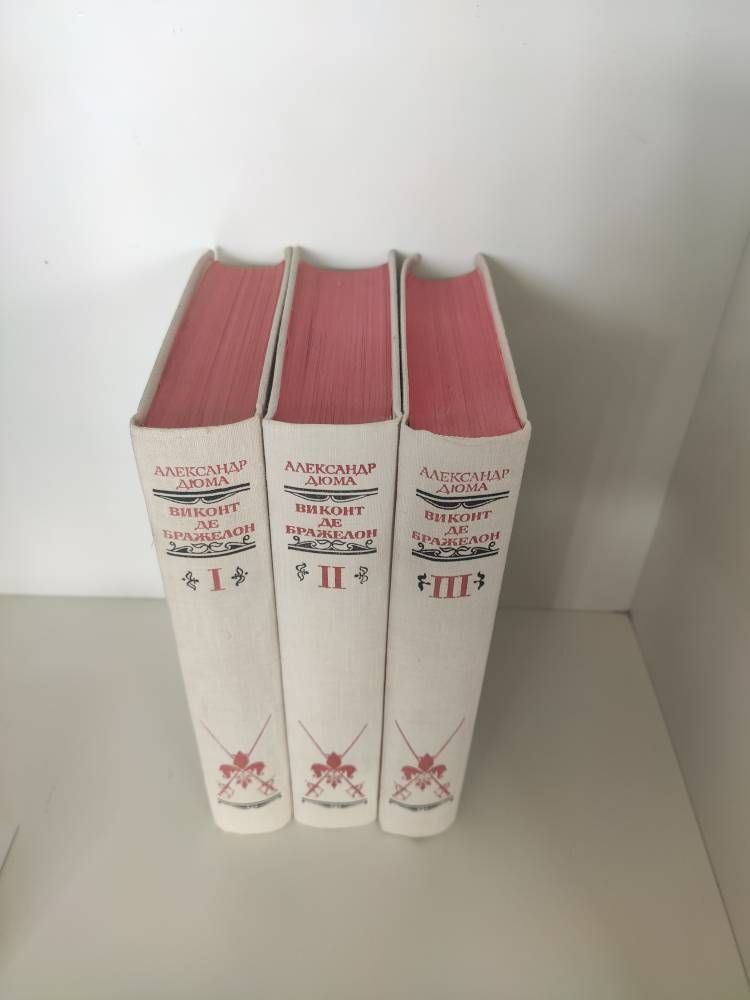 АЛЕКСАНДР
ДЮМА
ВИКОНТ
ДЕ
БРАЖЕЛОН
I
АЛЕКСАНДР
ДЮМА
ВИКОНТ
ДЕ
БРАЖЕЛОН
II
АЛЕКСАНДР
ДЮМА
ВИКОНТ
ДЕ
БРАЖЕЛОН
III